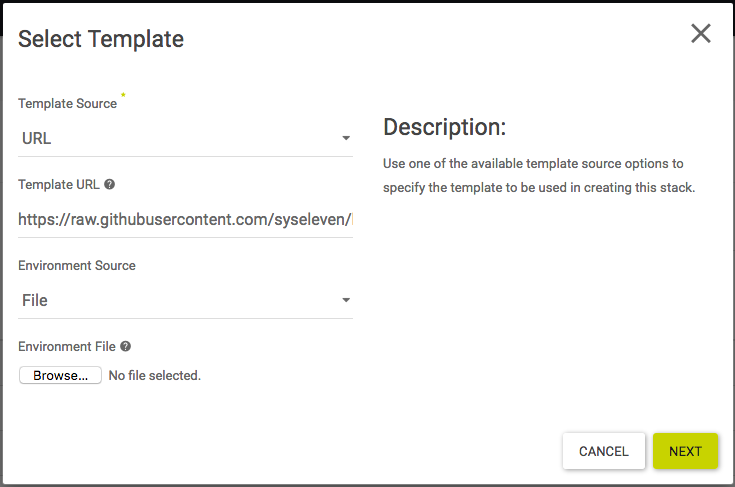 Select Template
Template Source *
URL
Template URL
https://raw.githubusercontent.com/syseleven/
Environment Source
File
Environment File
Browse... No file selected.
Description:
Use one of the available template source options to
specify the template to be used in creating this stack.
CANCEL NEXT